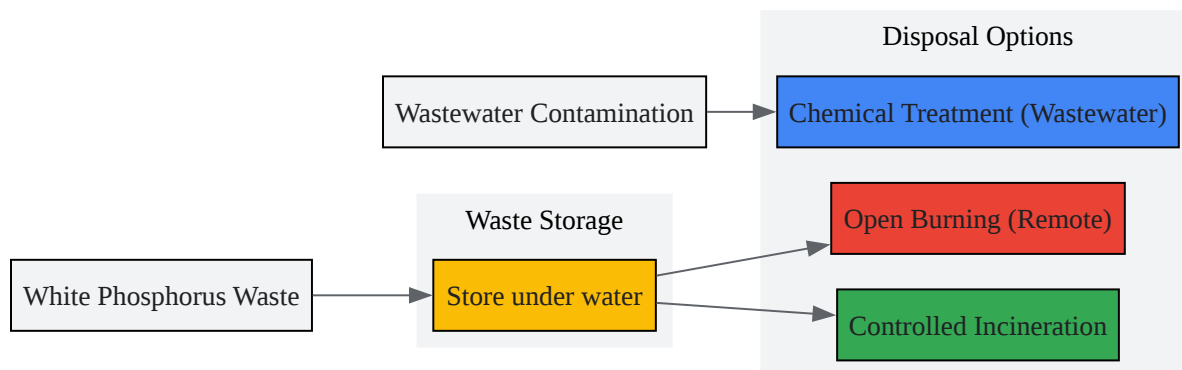 Disposal Options
Wastewater Contamination
Chemical Treatment (Wastewater)
Waste Storage
Open Burning (Remote)
White Phosphorus Waste
Store under water
Controlled Incineration